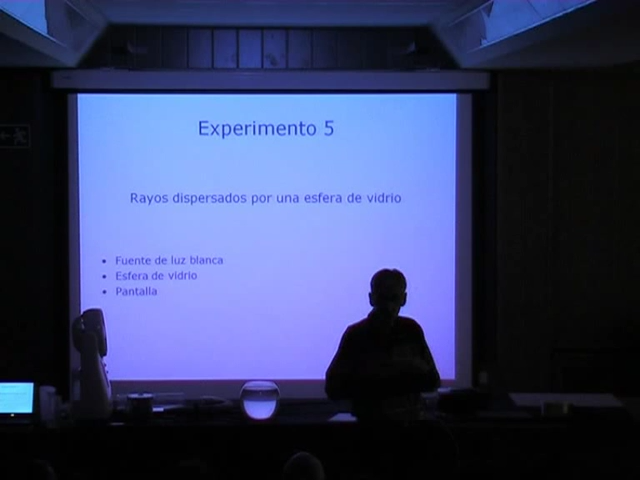 Experimento 5
Rayos dispersados por una esfera de vidrio
• Fuente de luz blanca
• Esfera de vidrio
• Pantalla